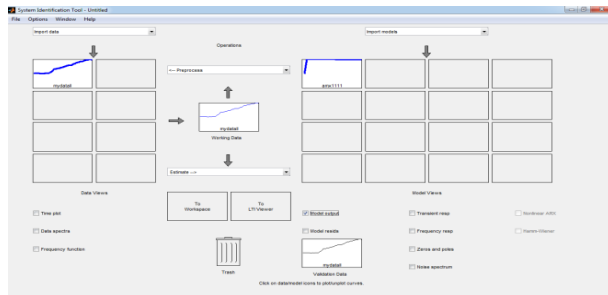 System Identification Tool - Untitled
File Options Window Help
Import data
Operations
Import models
<-- Preprocess
mydatall
amx1111
mydatall
Working Data
Estimate -->
Data Views
To Workspace
To LTI Viewer
Model Views
Time plot
Data spectra
Frequency function
Trash
Model output
Model resids
mydatall
Validation Data
Transient resp
Frequency resp
Zeros and poles
Noise spectrum
Nonlinear ARX
Hamm-Wiener
Click on data/model icons to plot/unplot curves.